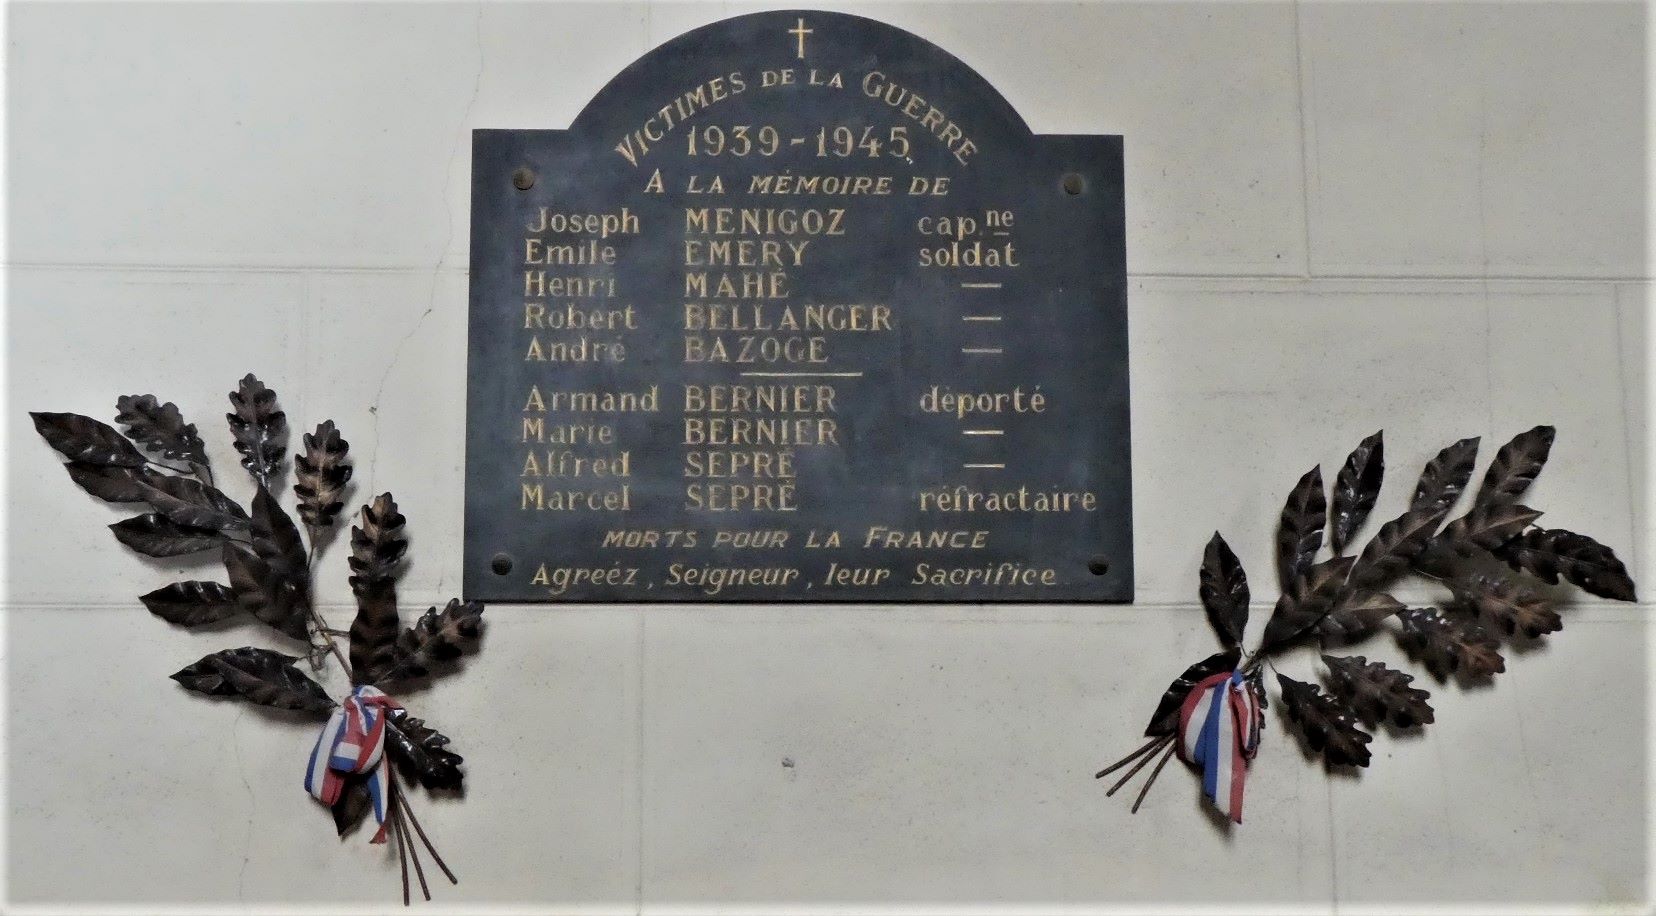 VICTIMES DE LA GUERRE
1939-1945
A LA MÉMOIRE DE
Joseph MENIGOZ cap.ne
Emile EMERY soldat
Henri MAHÉ —
Robert BELLANGER —
André BAZOGE —
Armand BERNIER déporté
Marie BERNIER —
Alfred SEPRÉ —
Marcel SEPRÉ réfractaire
MORTS POUR LA FRANCE
Agreéz, Seigneur, leur Sacrifice